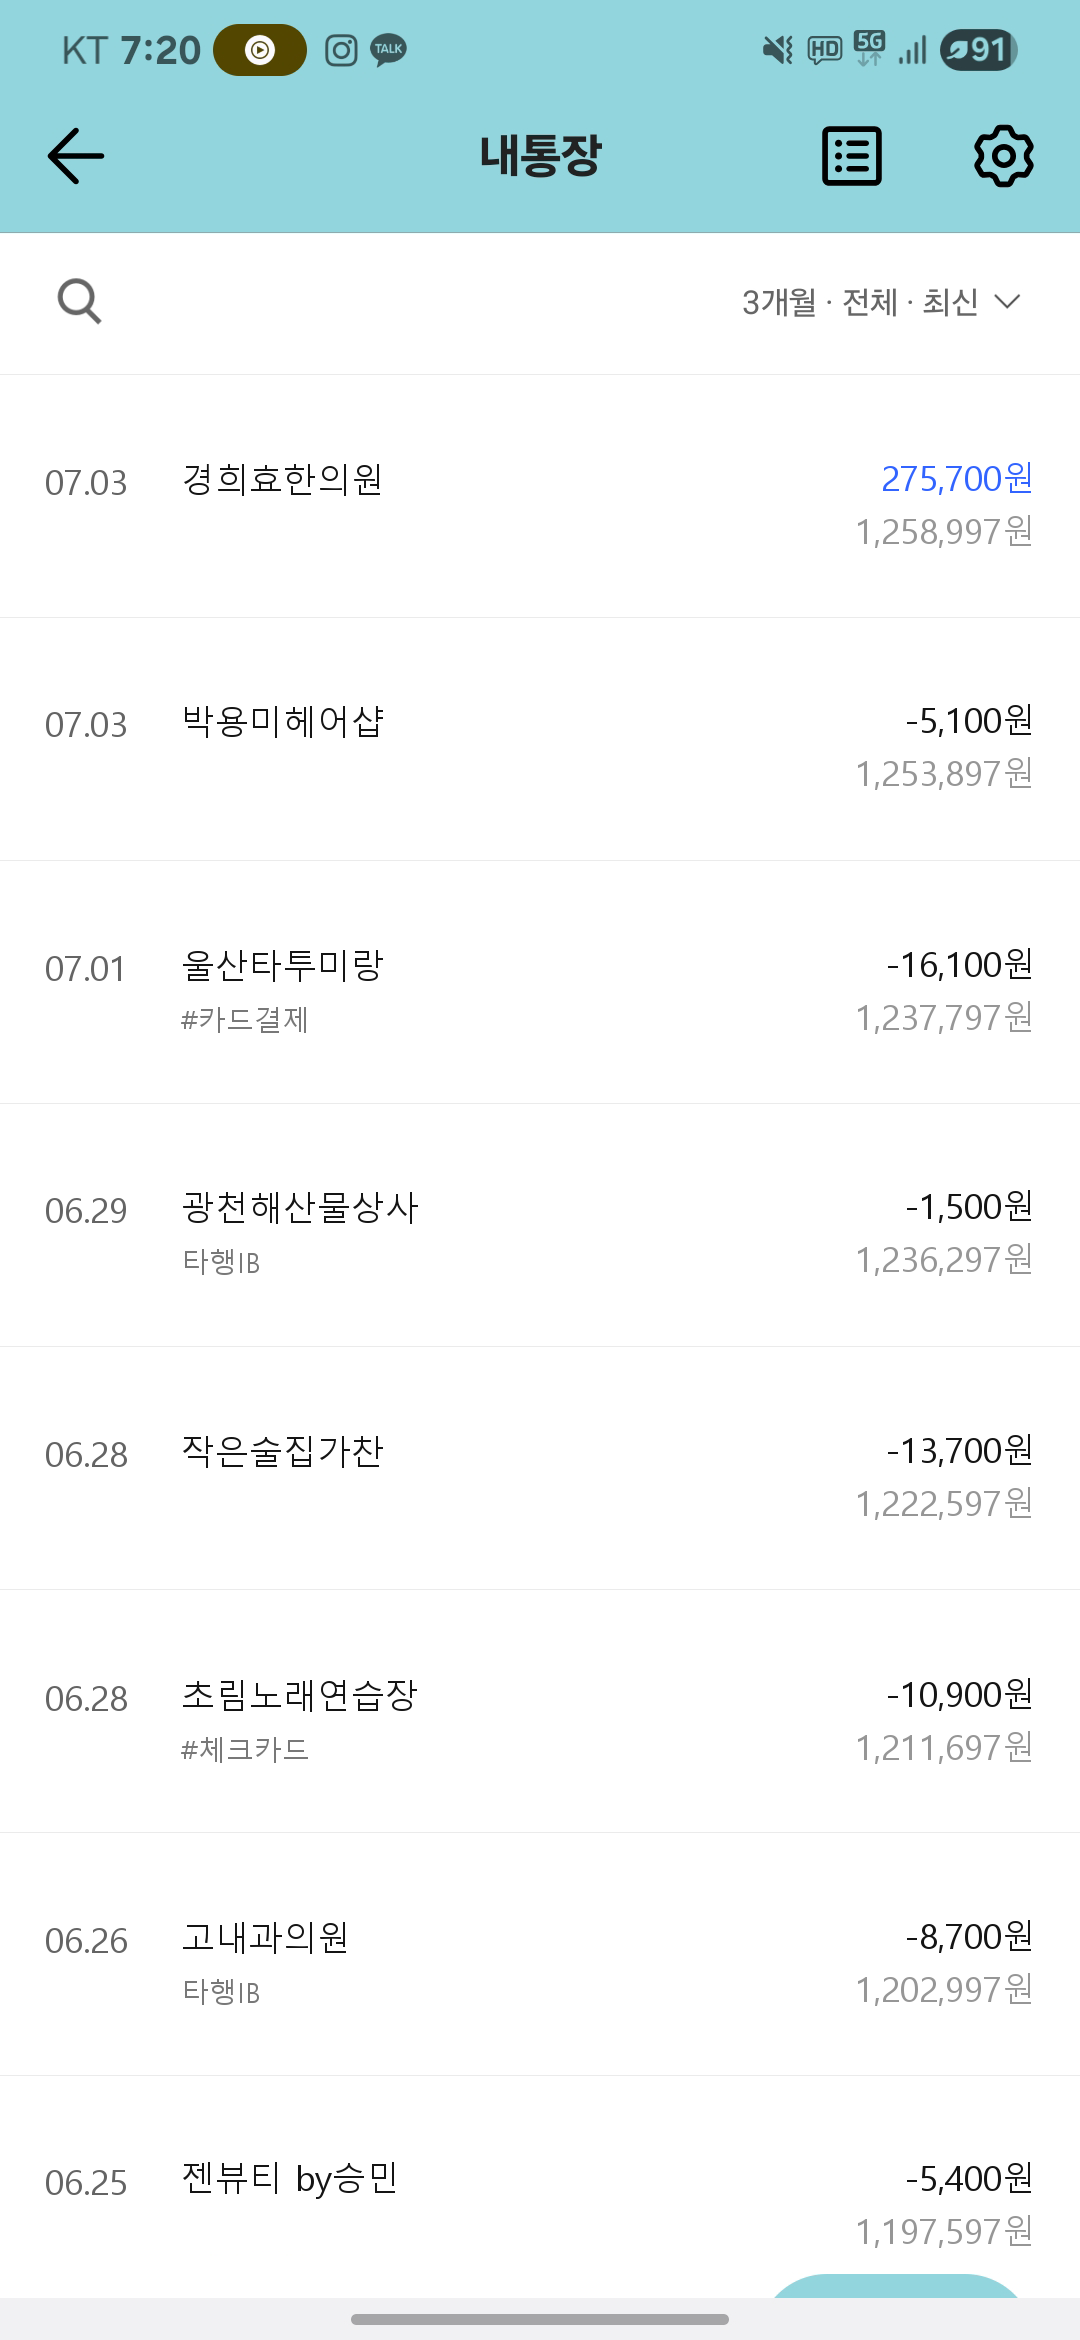 KT 7:20 TALK HD 5G 91
내통장
3개월 · 전체 · 최신
07.03 경희효한의원 275,700원
1,258,997원
07.03 박용미헤어샵 -5,100원
1,253,897원
07.01 울산타투미랑 -16,100원
#카드결제 1,237,797원
06.29 광천해산물상사 -1,500원
타행IB 1,236,297원
06.28 작은술집가찬 -13,700원
1,222,597원
06.28 초림노래연습장 -10,900원
#체크카드 1,211,697원
06.26 고내과의원 -8,700원
타행IB 1,202,997원
06.25 젠뷰티 by승민 -5,400원
1,197,597원